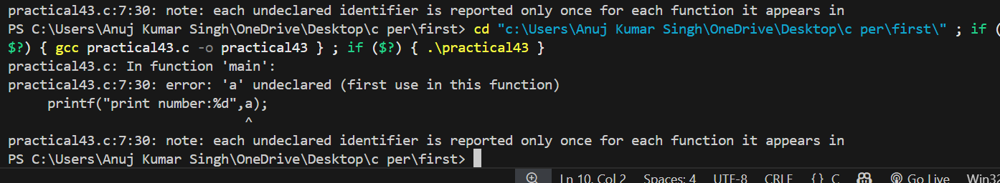 practical43.c:7:30: note: each undeclared identifier is reported only once for each function it appears in
PS C:\Users\Anuj Kumar Singh\OneDrive\Desktop\c per\first> cd "c:\Users\Anuj Kumar Singh\OneDrive\Desktop\c per\first\" ; if (
$?) { gcc practical43.c -o practical43 } ; if ($?) { .\practical43 }
practical43.c: In function 'main':
practical43.c:7:30: error: 'a' undeclared (first use in this function)
     printf("print number:%d",a);
                              ^
practical43.c:7:30: note: each undeclared identifier is reported only once for each function it appears in
PS C:\Users\Anuj Kumar Singh\OneDrive\Desktop\c per\first>
Ln 10, Col 2 Spaces: 4 UTF-8 CRLF {} C Go Live Win32